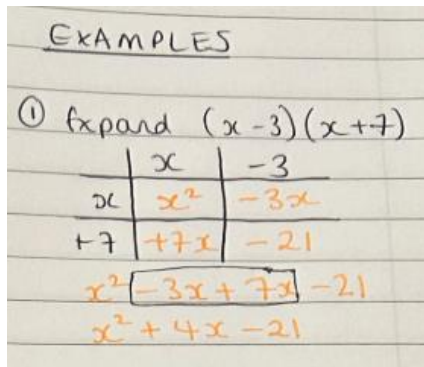 EXAMPLES
① Expand (x-3)(x+7)
x -3
x x² -3x
+7 +7x -21
x² -3x + 7x -21
x² + 4x -21